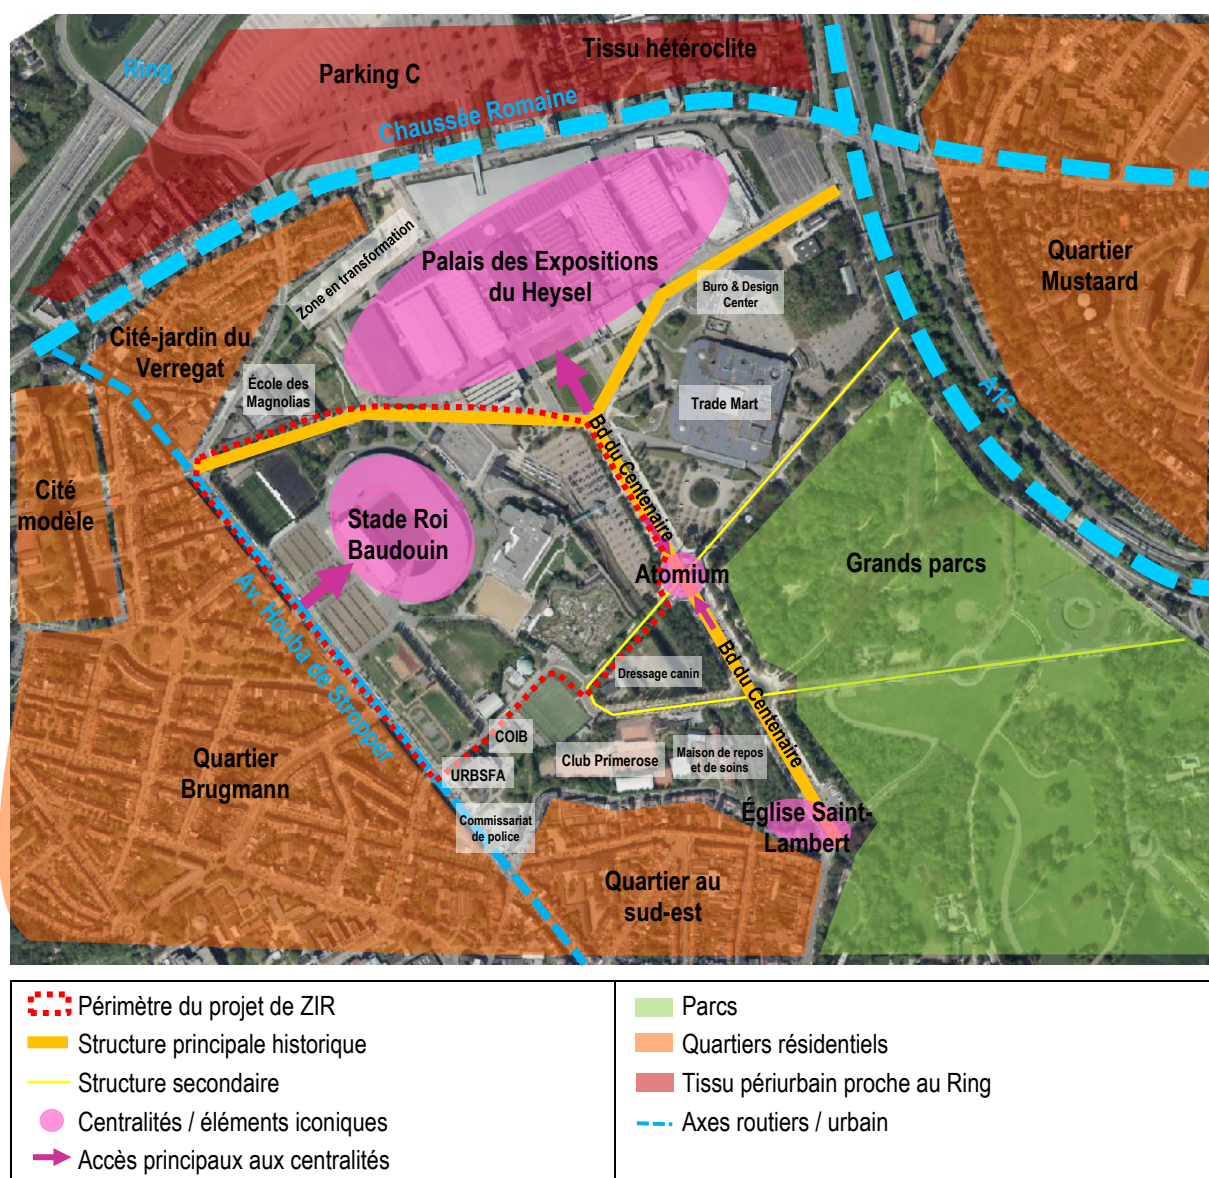 Tissu hétéroclite
Ring
Parking C
Chaussée Romaine
Quartier
Mustaard
Zone en transformation
Palais des Expositions
du Heysel
Buro & Design
Center
Cité-jardin du
Verregat
École des
Magnolias
Trade Mart
A12
Bd du Centenaire
Cité
modèle
Stade Roi
Baudouin
Atomium
Grands parcs
Av. Houba de Stropper
Dressage canin
Bd du Centenaire
COIB
Quartier
Brugmann
URBSFA
Club Primerose
Maison de repos
et de soins
Commissariat
de police
Église Saint-
Lambert
Quartier au
sud-est
Périmètre du projet de ZIR
Structure principale historique
Structure secondaire
Centralités / éléments iconiques
Accès principaux aux centralités
Parcs
Quartiers résidentiels
Tissu périurbain proche au Ring
Axes routiers / urbain